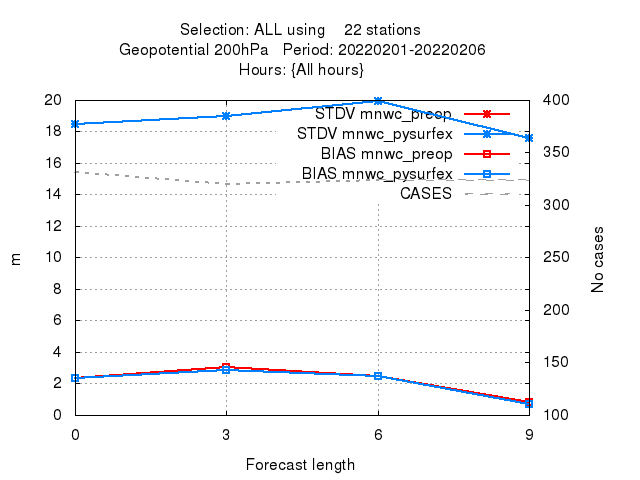 Selection: ALL using 22 stations
Geopotential 200hPa Period: 20220201-20220206
Hours: {All hours}
20 400
STDV mnwc_preop
18 STDV mnwc_pysurfex
16 BIAS mnwc_preop 350
BIAS mnwc_pysurfex
14 CASES 300
12
10 250
8
6 200
4 150
2
0 100
m
No cases
0 3 6 9
Forecast length